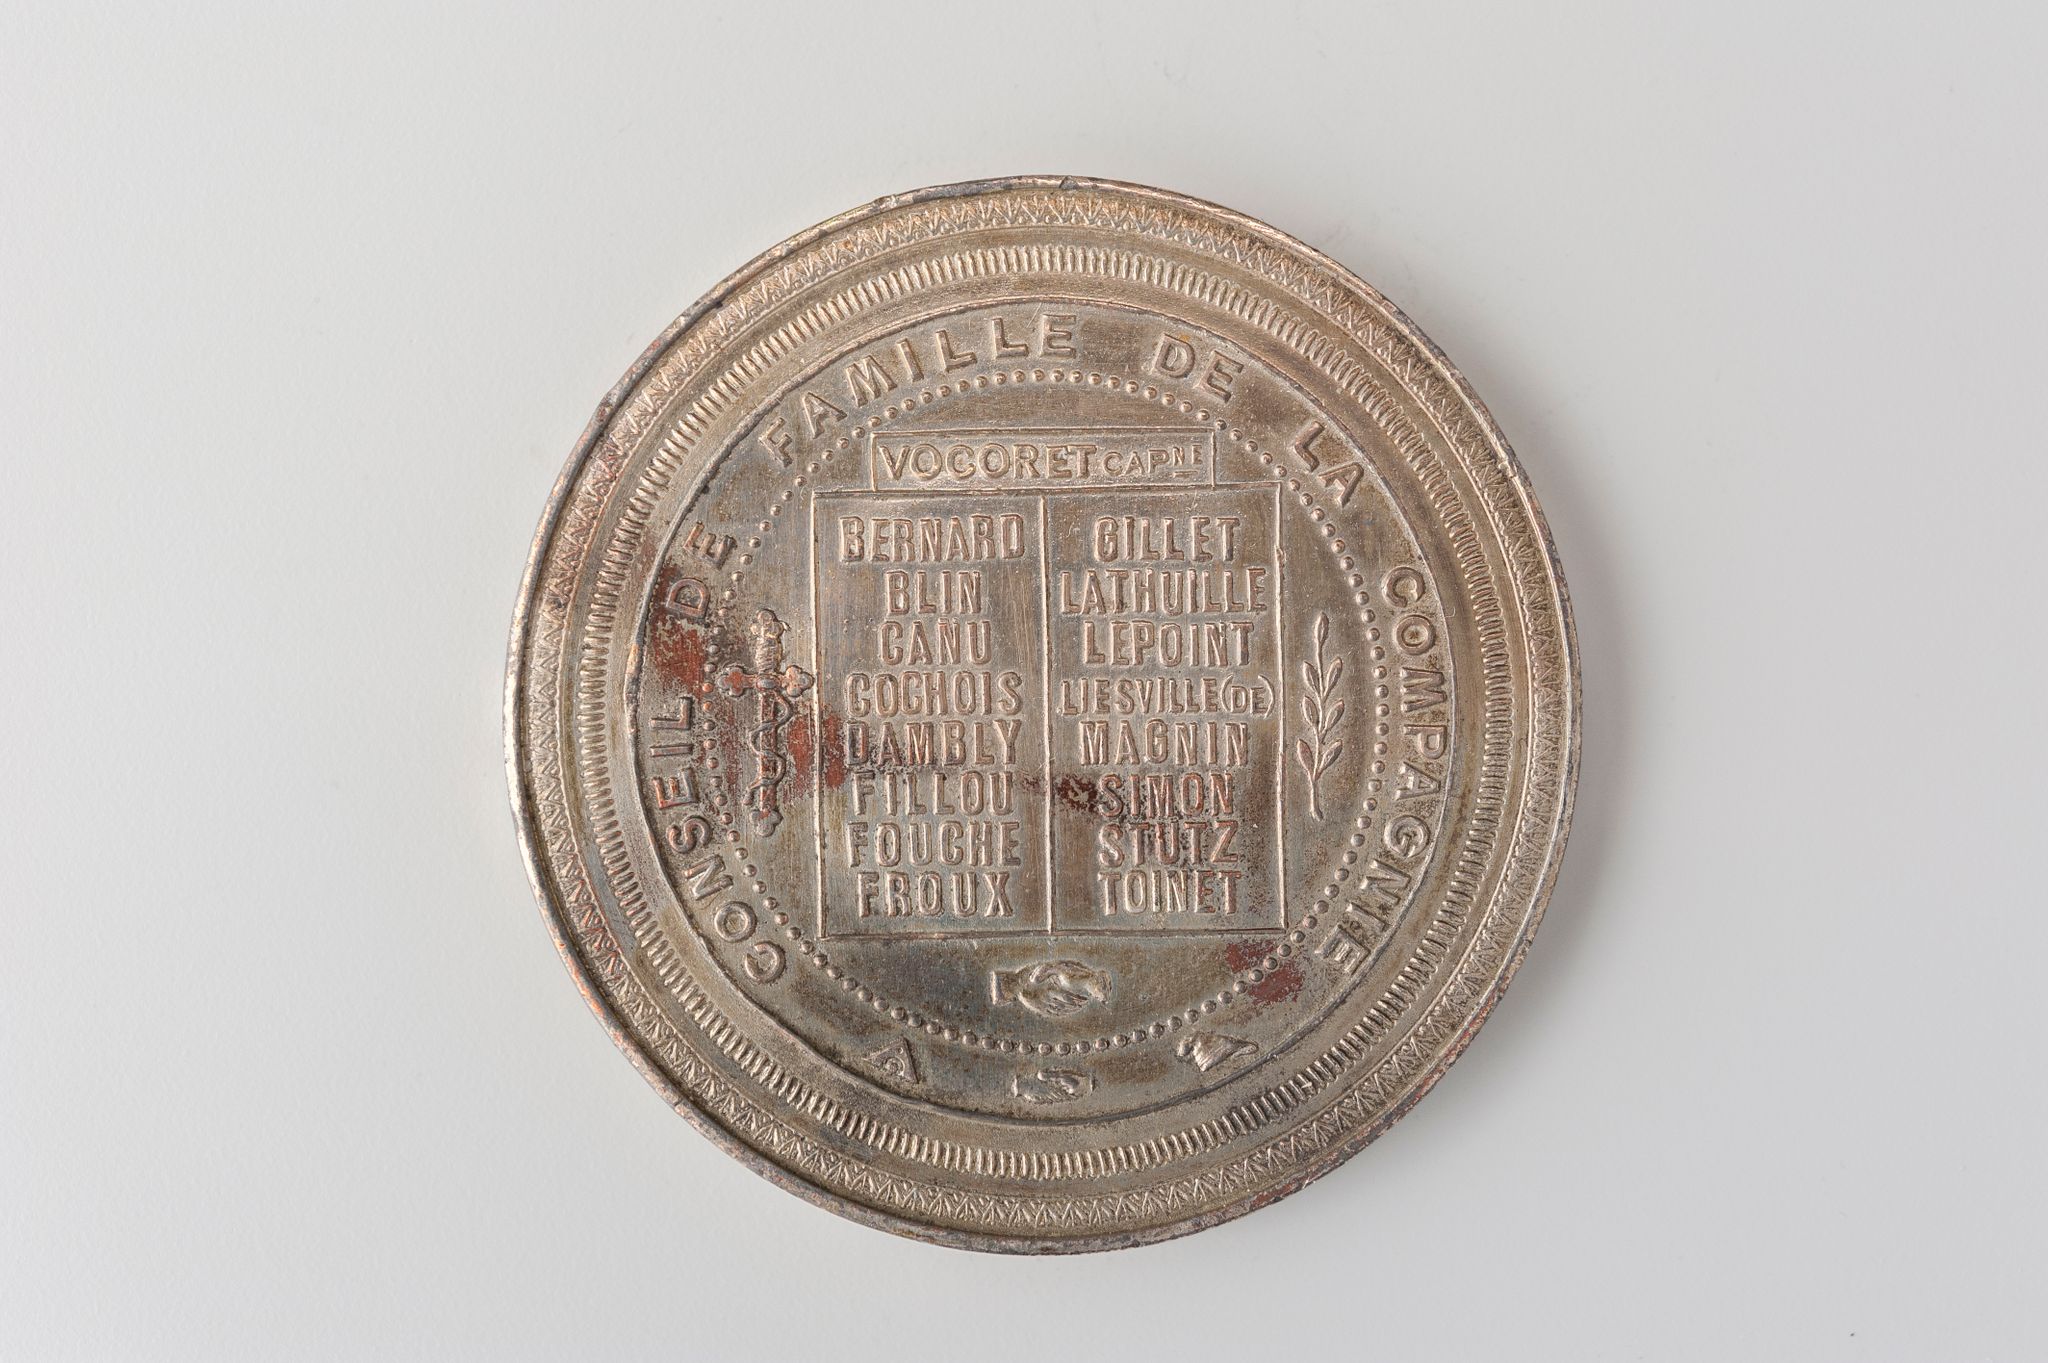 CONSEIL DE FAMILLE DE LA COMPAGNIE
VOCORET CAPNE
BERNARD
BLIN
CANU
COCHOIS
DAMBLY
FILLOU
FOUCHE
FROUX
GILLET
LATHUILLE
LEPOINT
LIESVILLE (DE)
MAGNIN
SIMON
STUTZ
TOINET